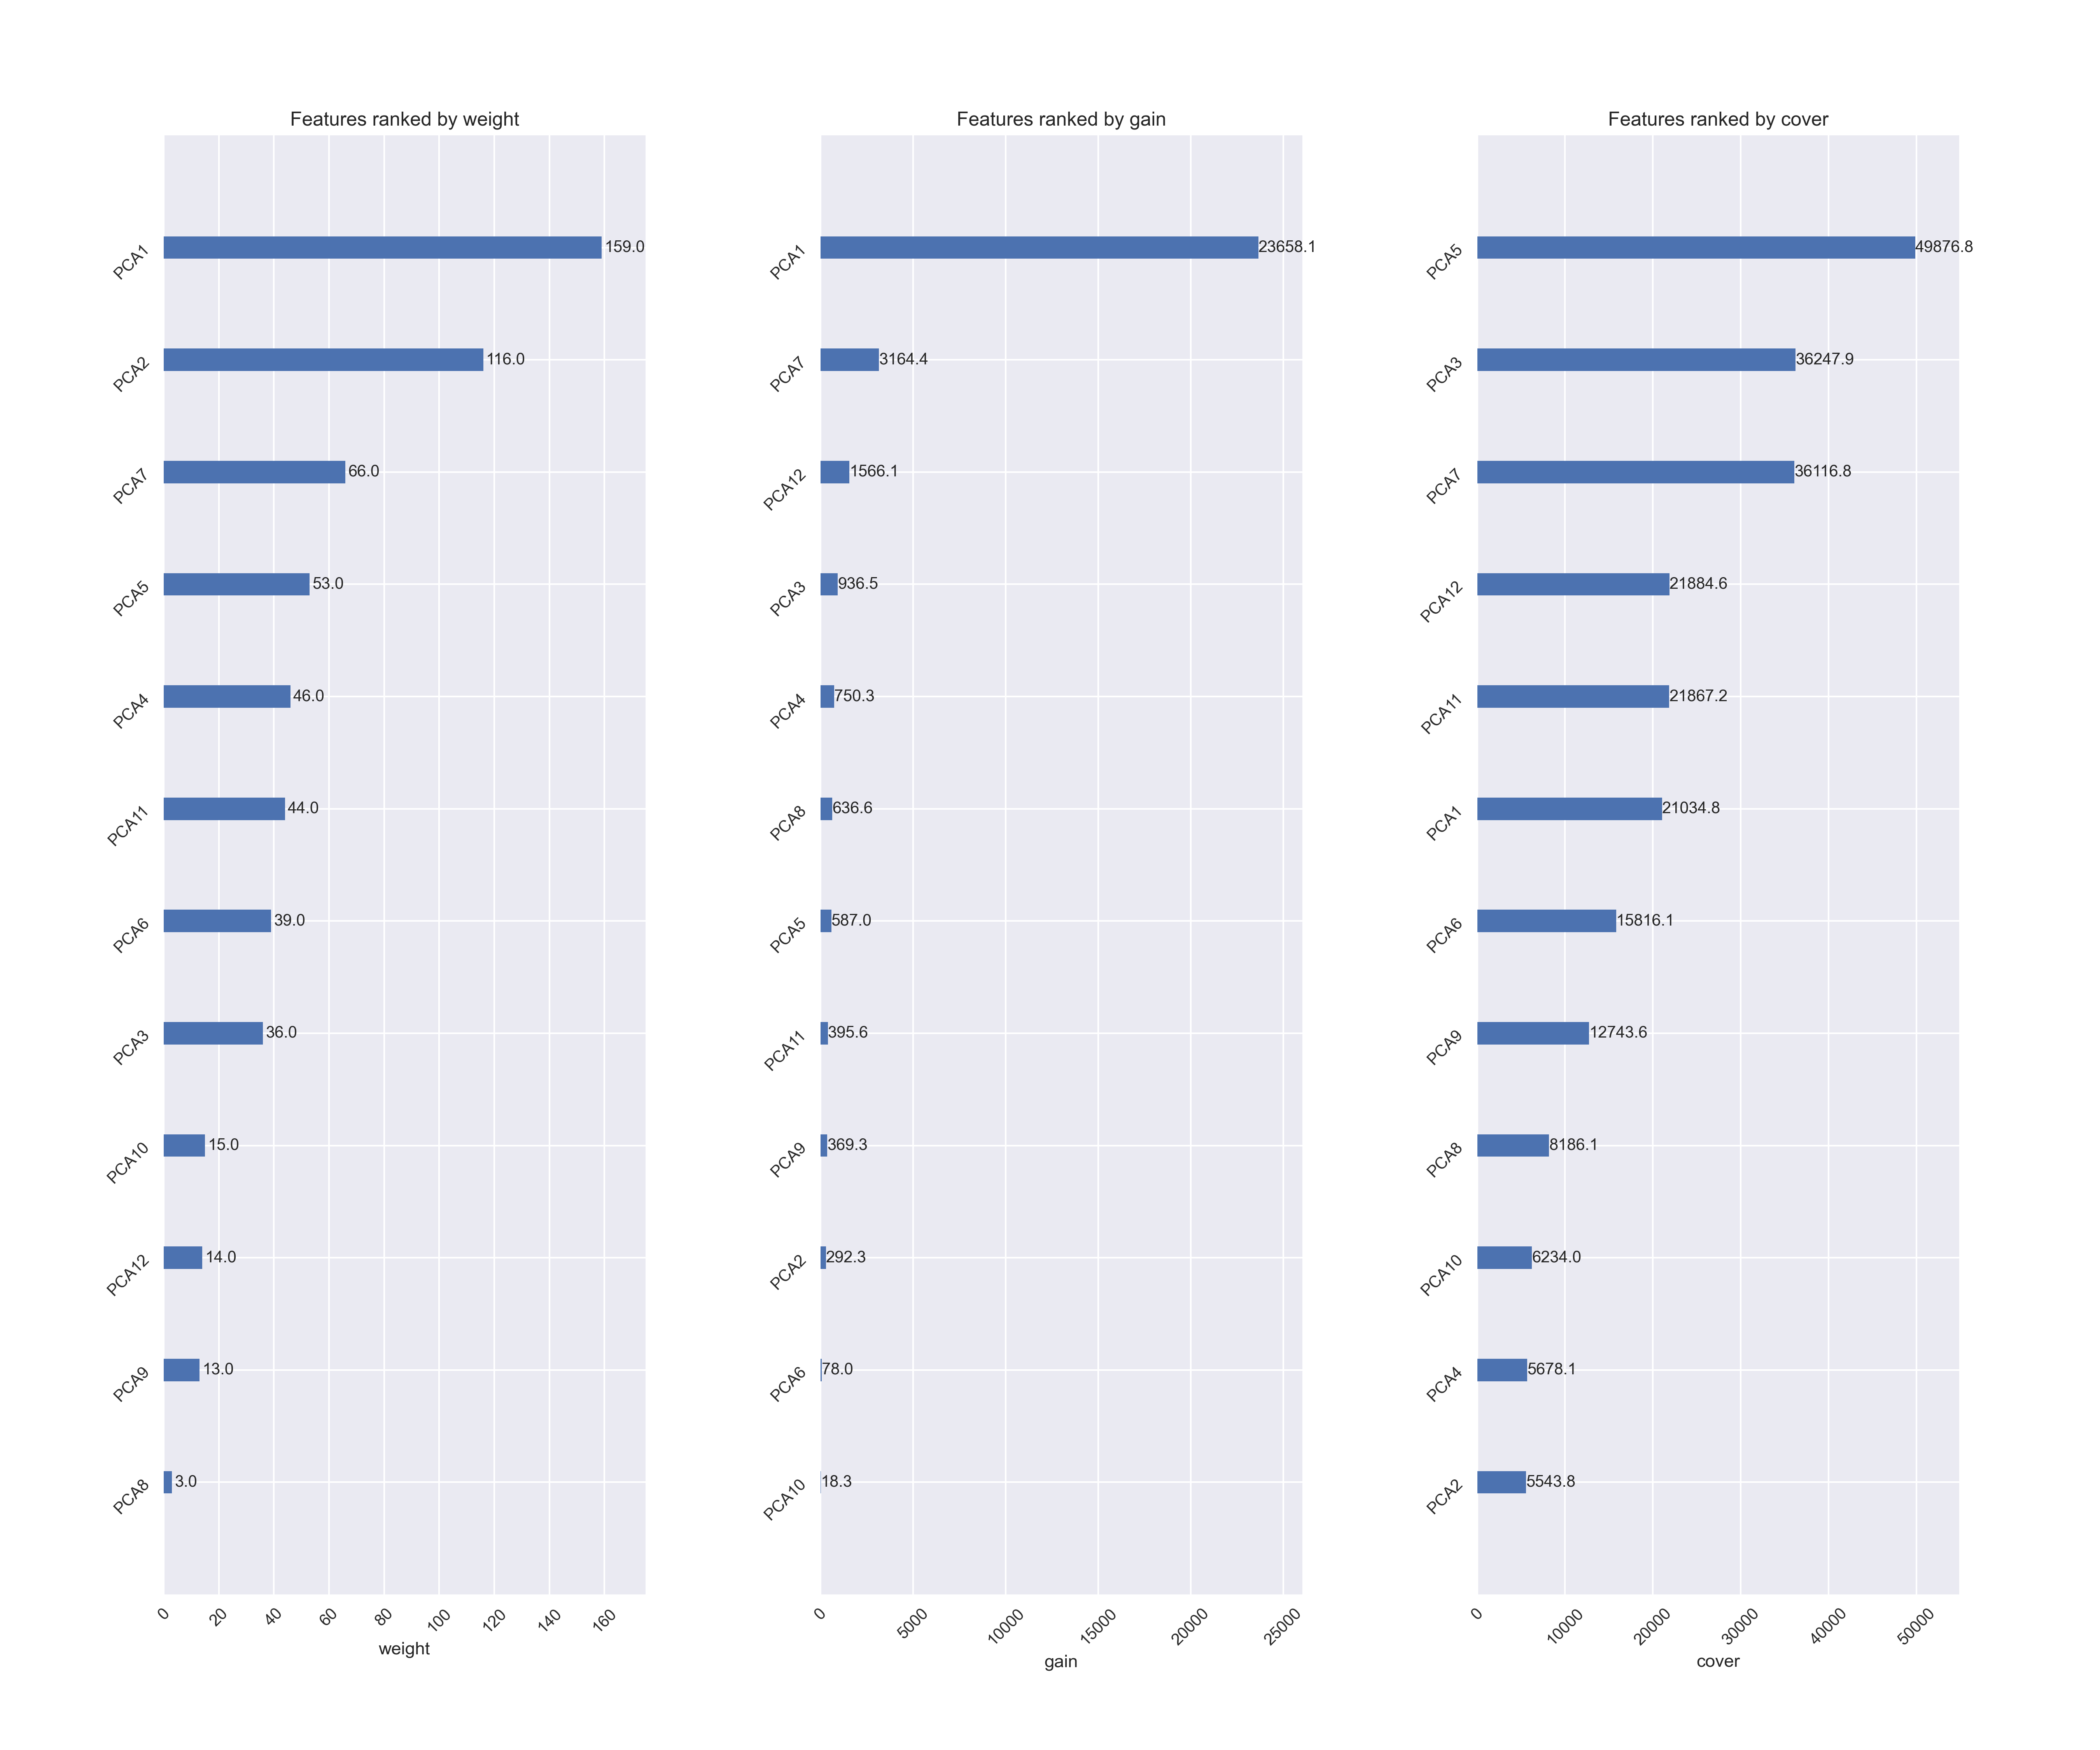 Features ranked by weight
PCA1 159.0
PCA2 116.0
PCA7 66.0
PCA5 53.0
PCA4 46.0
PCA11 44.0
PCA6 39.0
PCA3 36.0
PCA10 15.0
PCA12 14.0
PCA9 13.0
PCA8 3.0
0 20 40 60 80 100 120 140 160
weight
Features ranked by gain
PCA1 23658.1
PCA7 3164.4
PCA12 1566.1
PCA3 936.5
PCA4 750.3
PCA8 636.6
PCA5 587.0
PCA11 395.6
PCA9 369.3
PCA2 292.3
PCA6 78.0
PCA10 18.3
0 5000 10000 15000 20000 25000
gain
Features ranked by cover
PCA5 49876.8
PCA3 36247.9
PCA7 36116.8
PCA12 21884.6
PCA11 21867.2
PCA1 21034.8
PCA6 15816.1
PCA9 12743.6
PCA8 8186.1
PCA10 6234.0
PCA4 5678.1
PCA2 5543.8
0 10000 20000 30000 40000 50000
cover